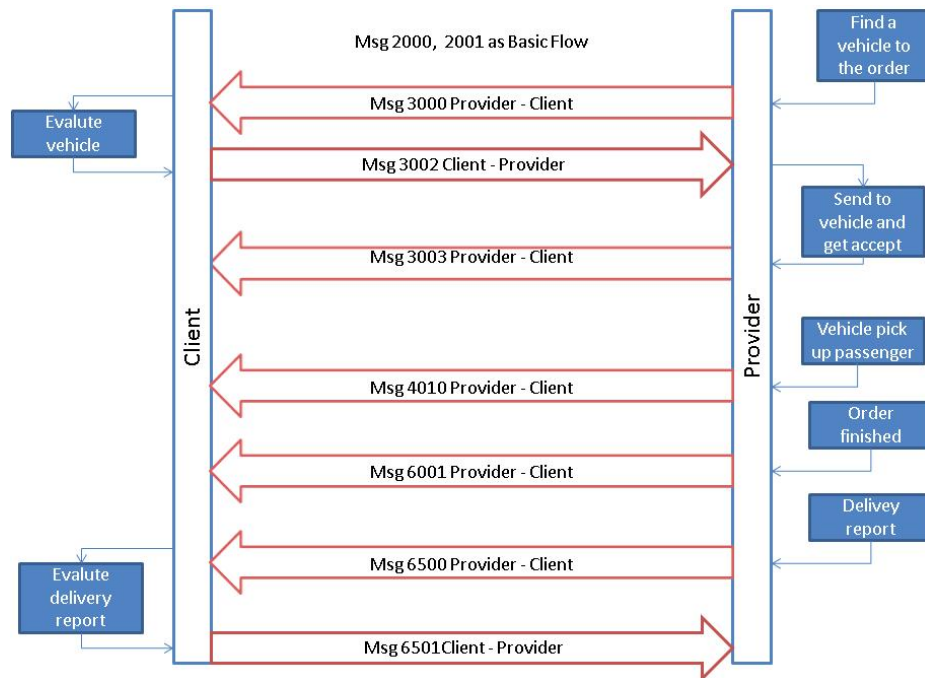 Msg 2000, 2001 as Basic Flow
Find a
vehicle to
the order
Msg 3000 Provider - Client
Evalute
vehicle
Msg 3002 Client - Provider
Send to
vehicle and
get accept
Msg 3003 Provider - Client
Client
Provider
Vehicle pick
up passenger
Msg 4010 Provider - Client
Order
finished
Msg 6001 Provider - Client
Delivey
report
Msg 6500 Provider - Client
Evalute
delivery
report
Msg 6501Client - Provider